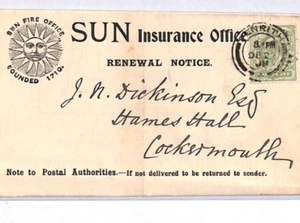 SUN FIRE OFFICE
FOUNDED 1710.
SUN Insurance Office
RENEWAL NOTICE.
J. N. Dickinson Esq
Hames Hall
Cockermouth
Note to Postal Authorities.—If not delivered to be returned to sender.